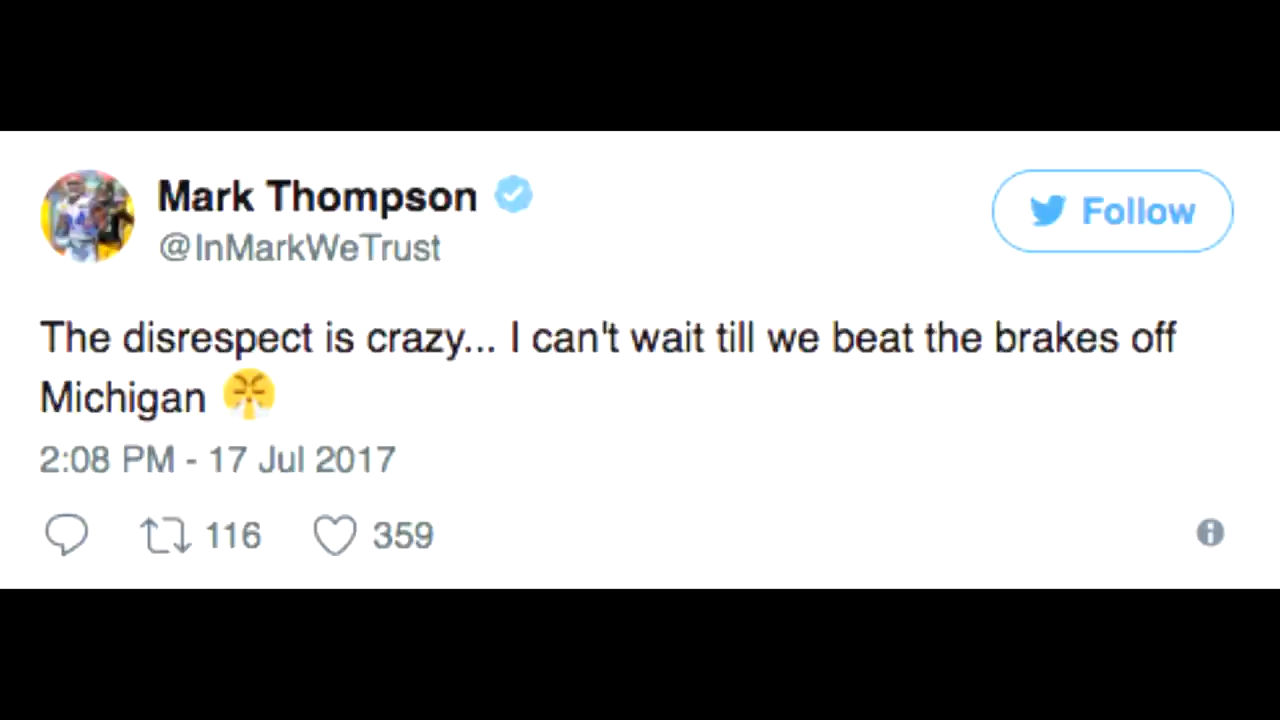 Mark Thompson
@InMarkWeTrust
Follow
The disrespect is crazy... I can't wait till we beat the brakes off
Michigan 😤
2:08 PM - 17 Jul 2017
116 359